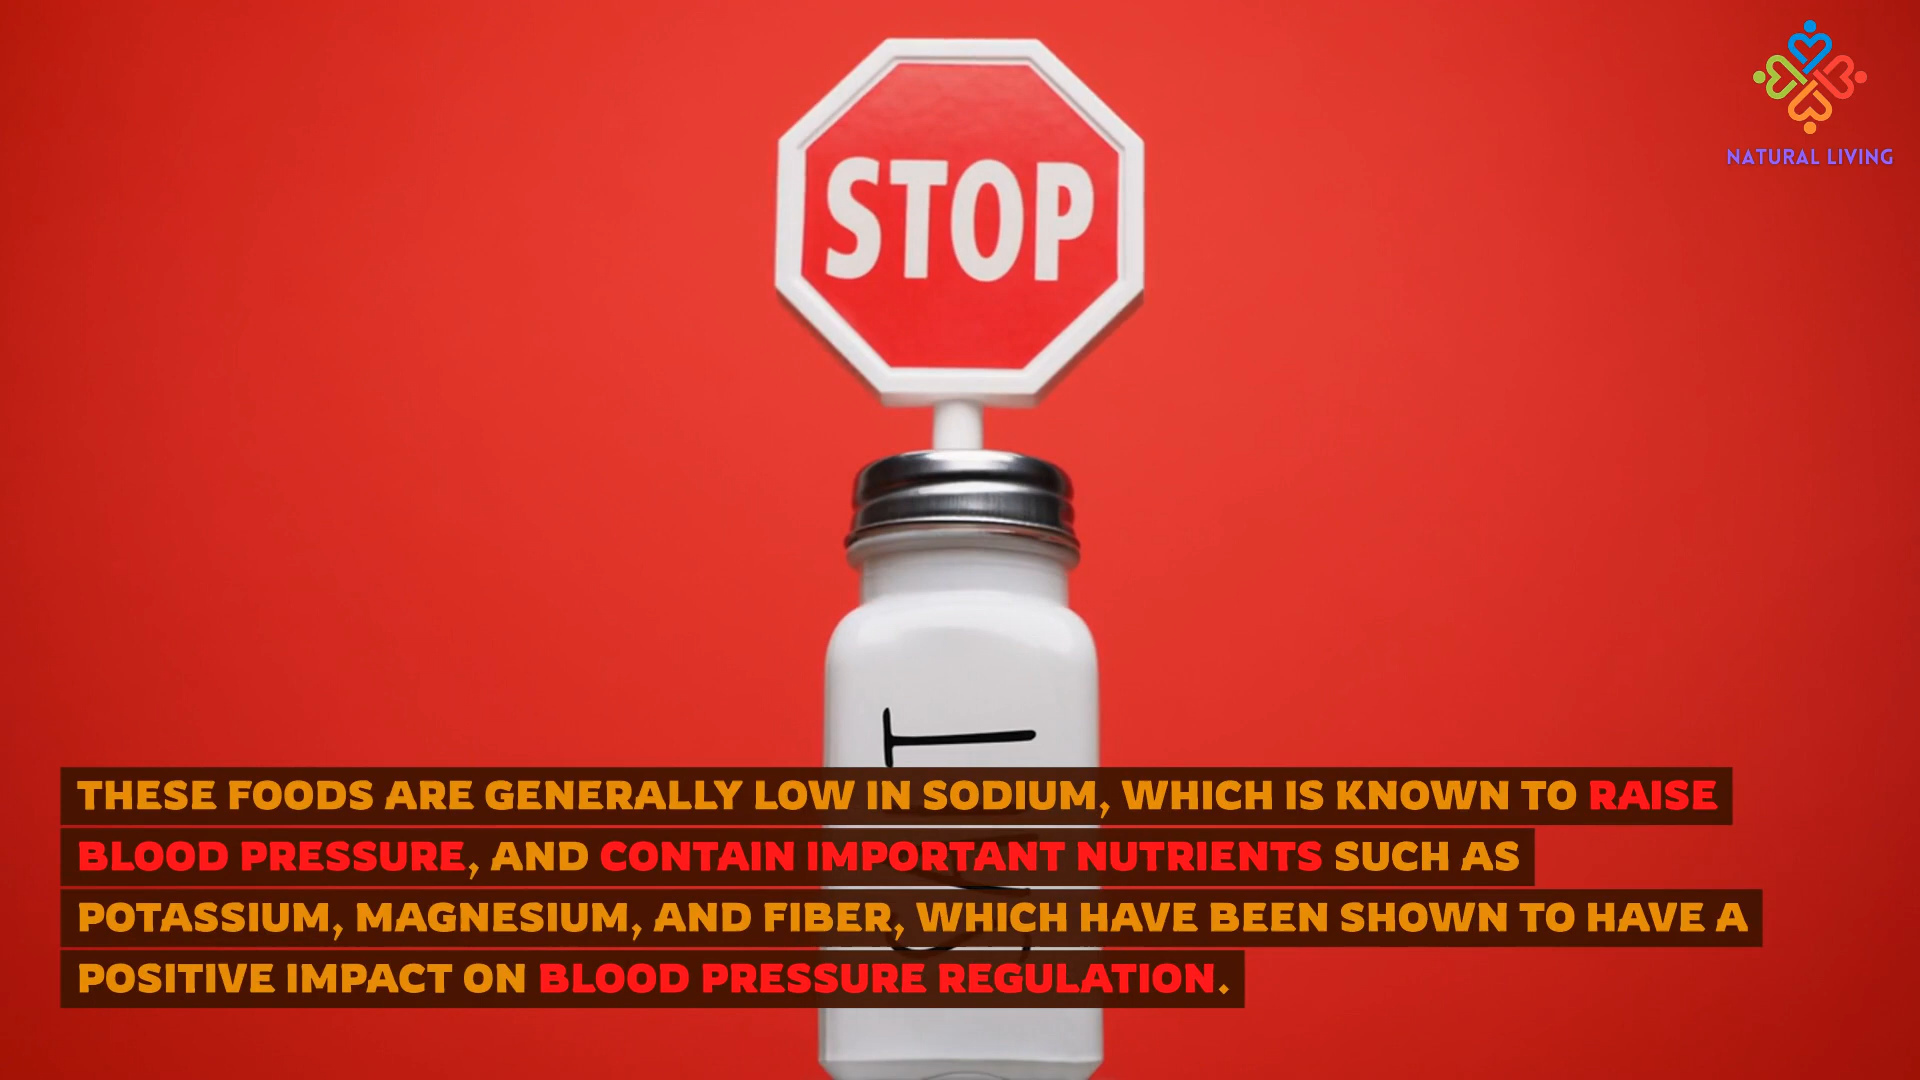 STOP
NATURAL LIVING
THESE FOODS ARE GENERALLY LOW IN SODIUM, WHICH IS KNOWN TO RAISE
BLOOD PRESSURE, AND CONTAIN IMPORTANT NUTRIENTS SUCH AS
POTASSIUM, MAGNESIUM, AND FIBER, WHICH HAVE BEEN SHOWN TO HAVE A
POSITIVE IMPACT ON BLOOD PRESSURE REGULATION.